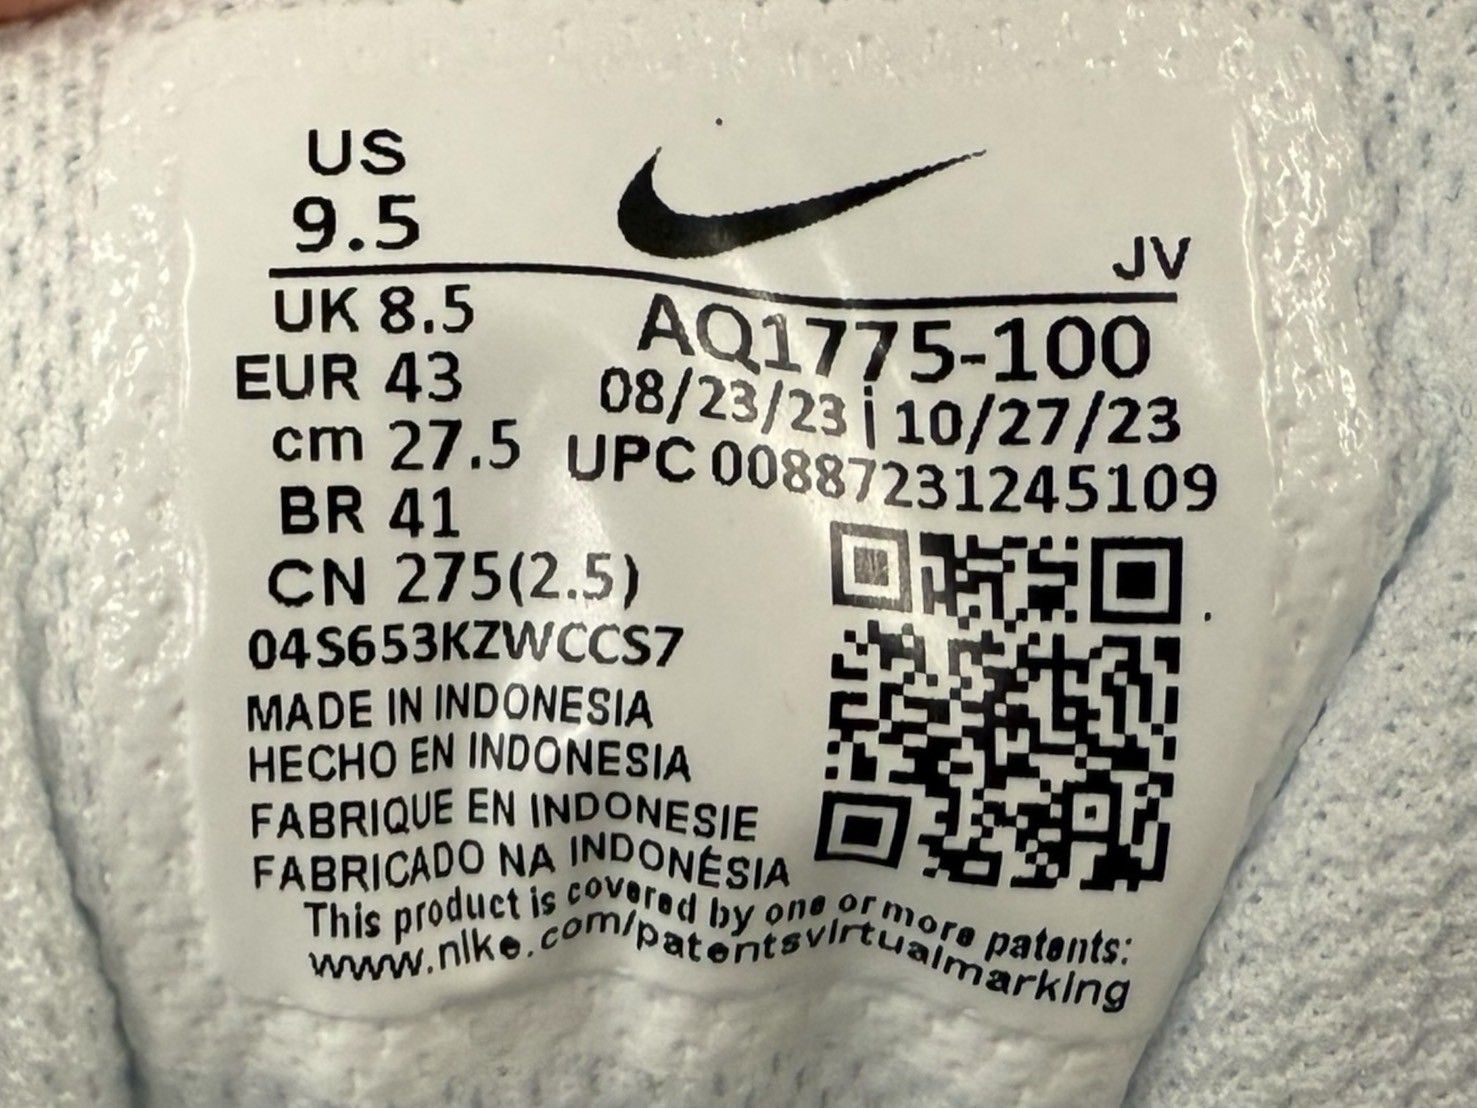 US
9.5
JV
UK 8.5
EUR 43
cm 27.5
BR 41
CN 275(2.5)
AQ1775-100
08/23/23 | 10/27/23
UPC 00887231245109
04S653KZWCCS7
MADE IN INDONESIA
HECHO EN INDONESIA
FABRIQUE EN INDONESIE
FABRICADO NA INDONÉSIA
This product is covered by one or more patents:
www.nike.com/patentsvirtualmarking